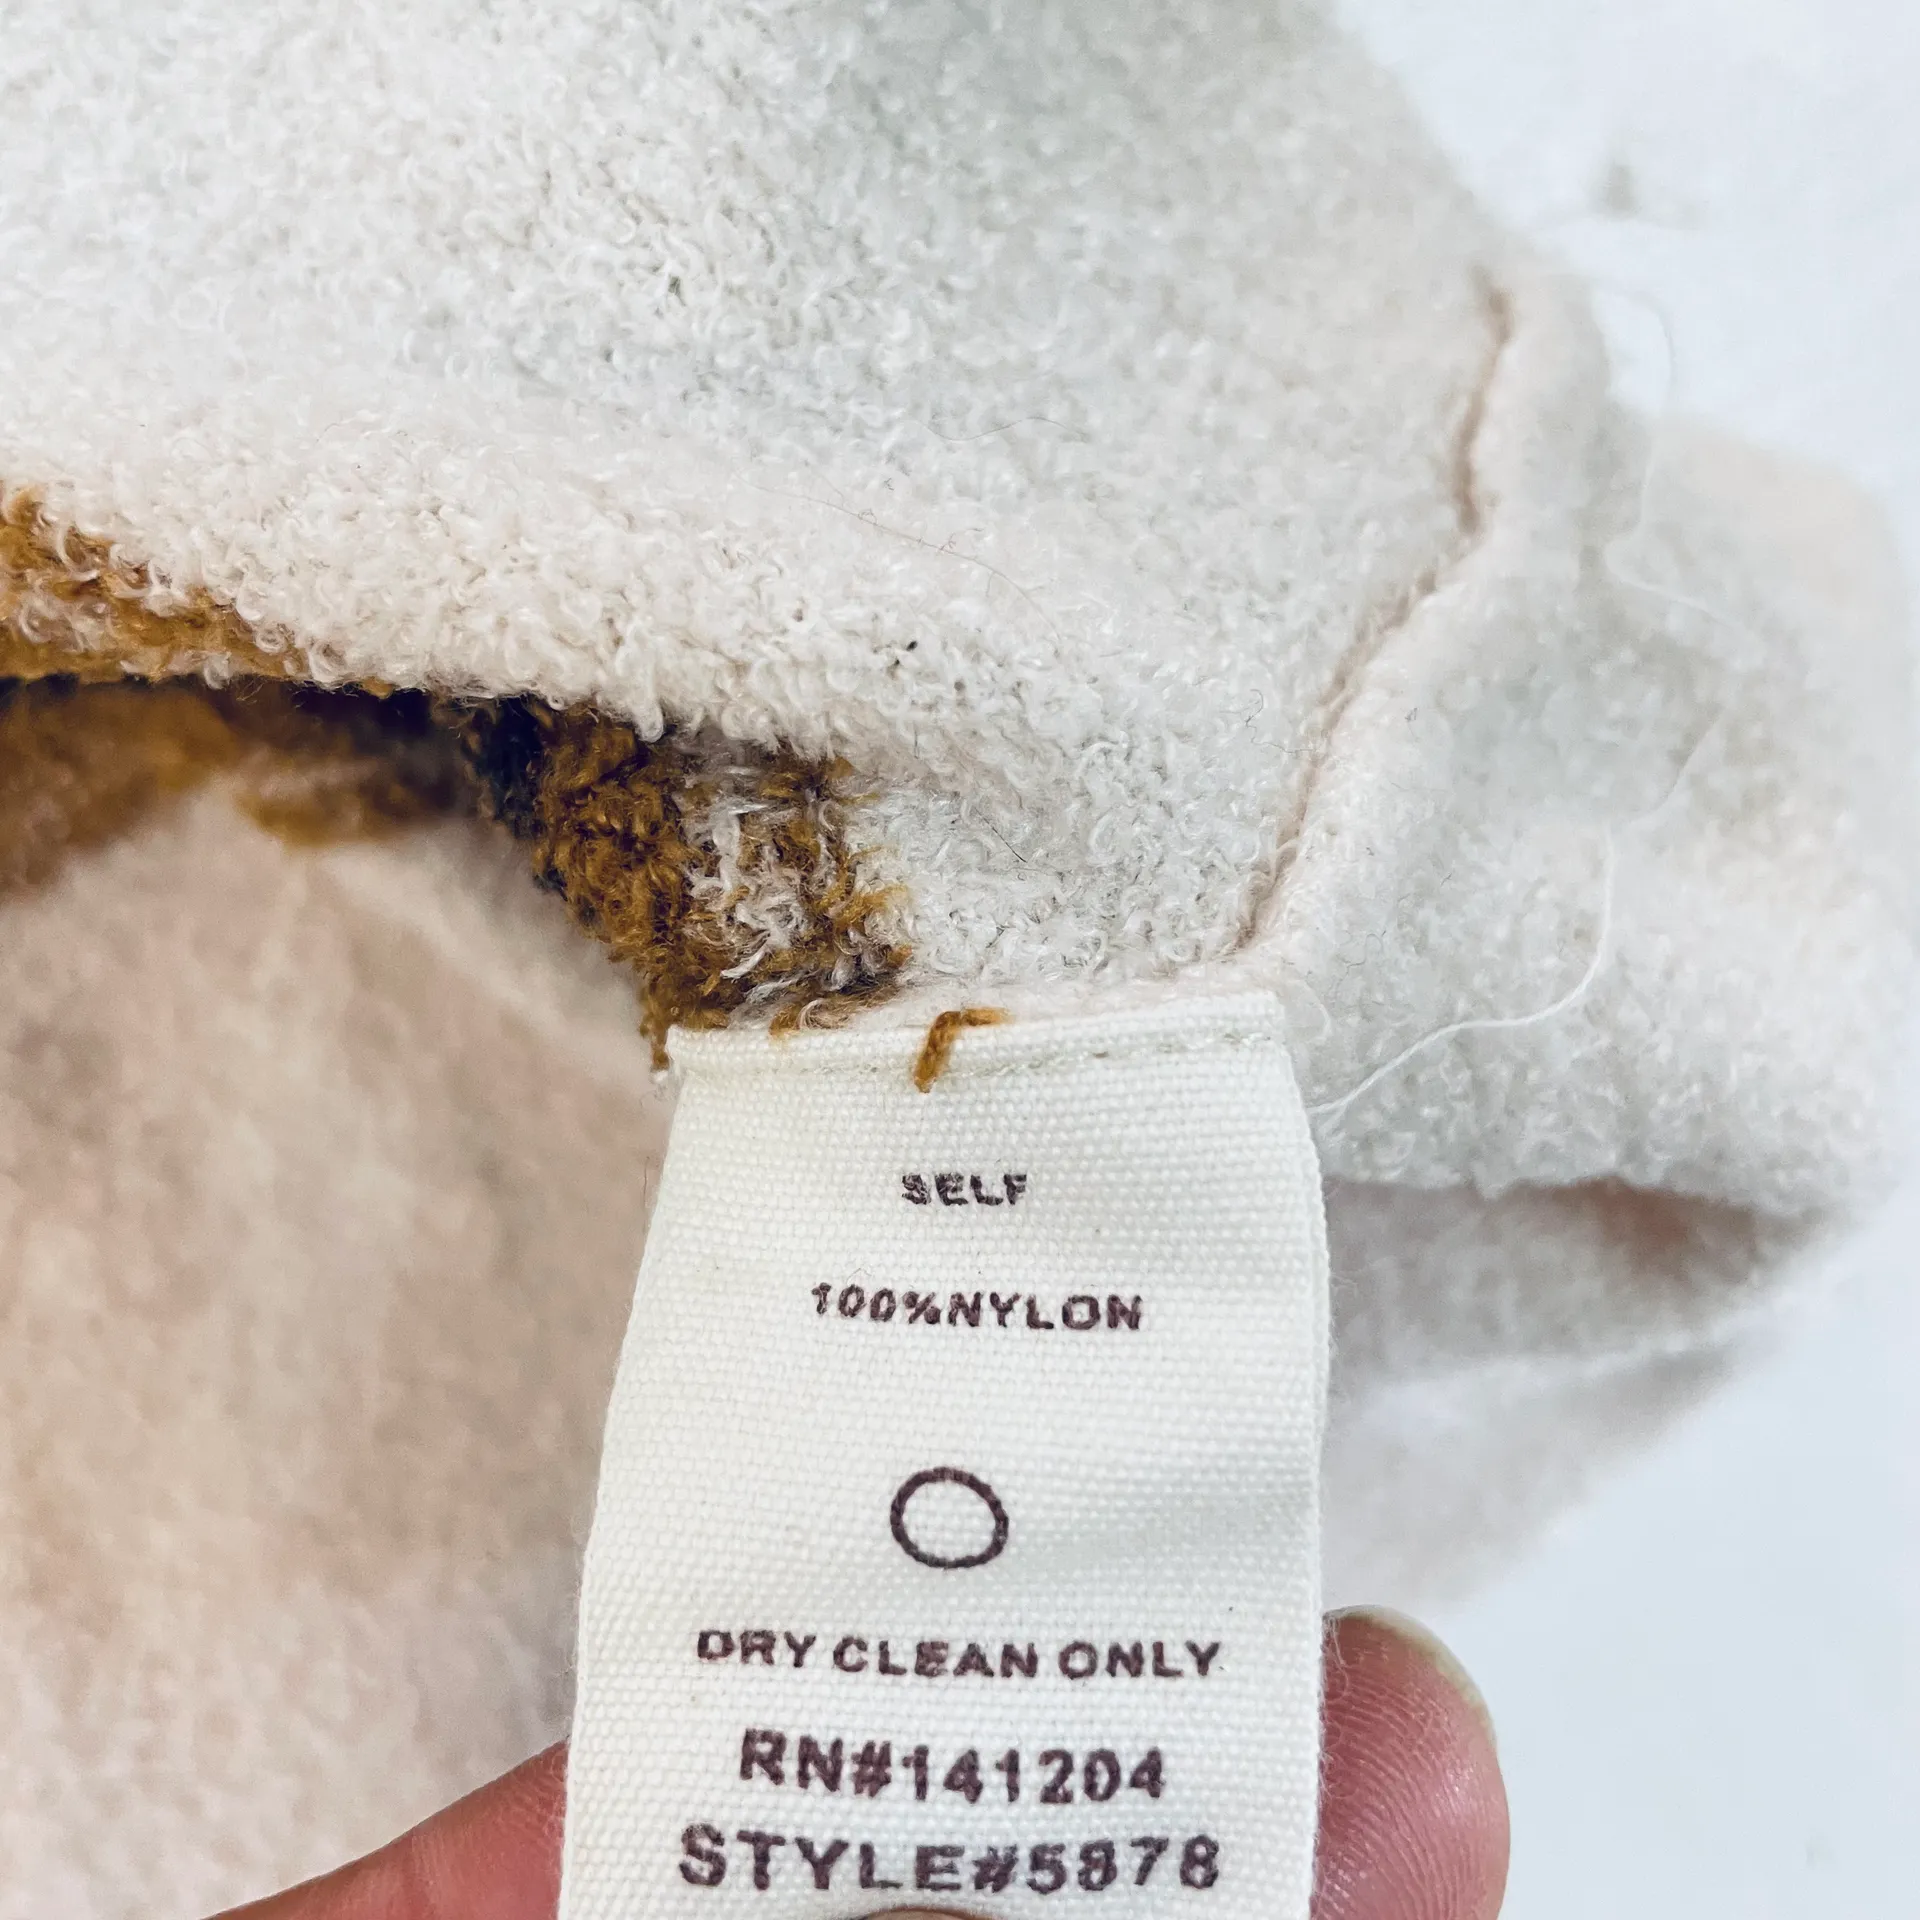 SELF
100%NYLON
DRY CLEAN ONLY
RN#141204
STYLE#5878